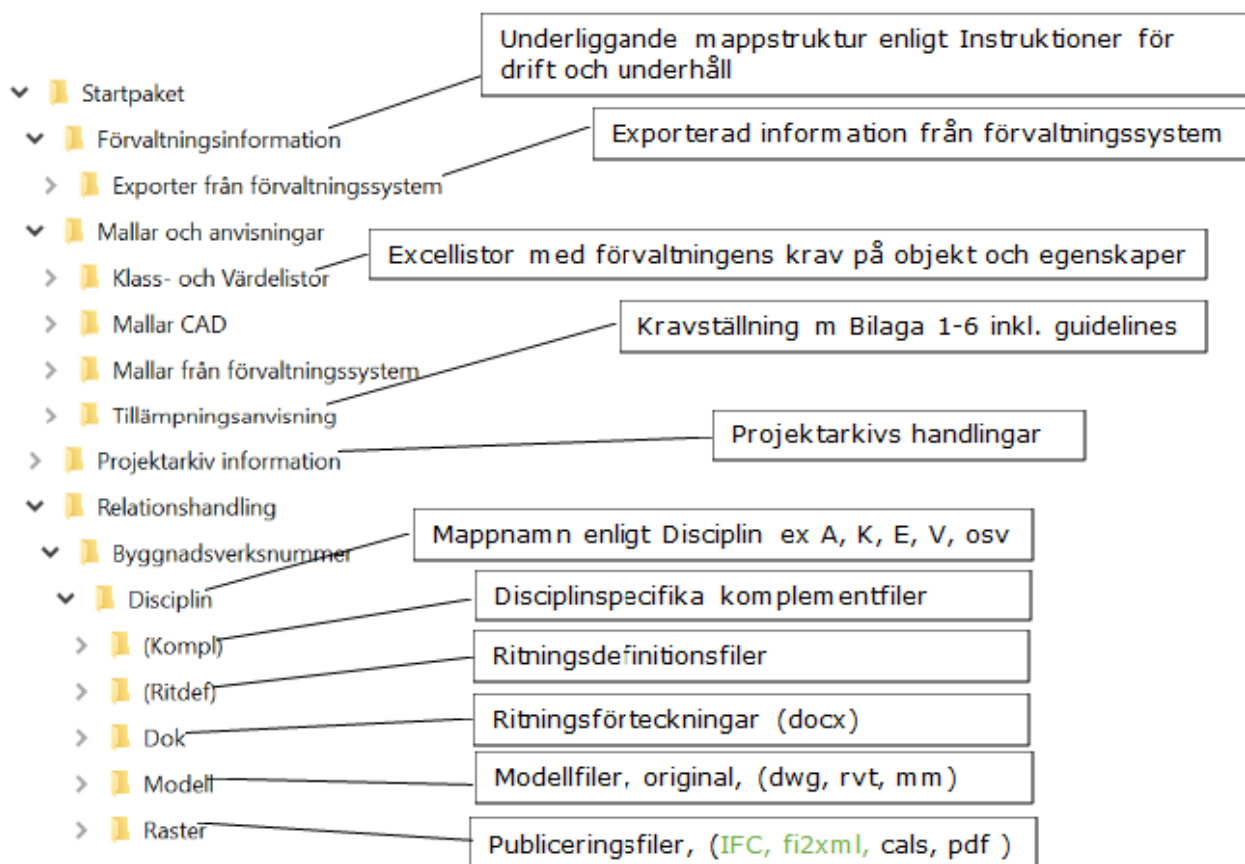 Underliggande mappstruktur enligt Instruktioner för
drift och underhåll
Startpaket
Förvaltningsinformation
Exporterad information från förvaltningssystem
Exporter från förvaltningssystem
Mallar och anvisningar
Excellistor med förvaltningens krav på objekt och egenskaper
Klass- och Värdelistor
Mallar CAD
Kravställning m Bilaga 1-6 inkl. guidelines
Mallar från förvaltningssystem
Tillämpningsanvisning
Projektarkivs handlingar
Projektarkiv information
Relationshandling
Mappnamn enligt Disciplin ex A, K, E, V, osv
Byggnadsverksnummer
Disciplin
Disciplinspecifika komplementfiler
(Kompl)
Ritningsdefinitionsfiler
(Ritdef)
Ritningsförteckningar (docx)
Dok
Modellfiler, original, (dwg, rvt, mm)
Modell
Raster
Publiceringsfiler, (IFC, fi2xml, cals, pdf )